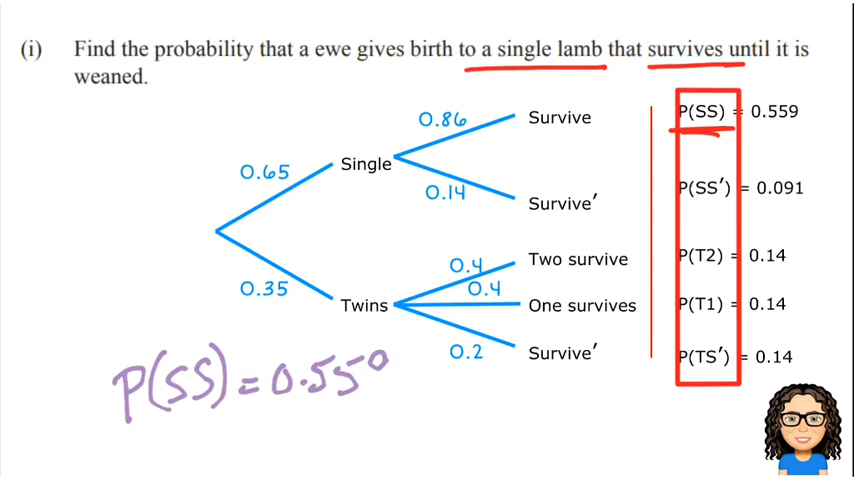 (i) Find the probability that a ewe gives birth to a single lamb that survives until it is
weaned.
0.86 Survive P(SS) = 0.559
0.65 Single
0.14 Survive′ P(SS′) = 0.091
0.4 Two survive P(T2) = 0.14
0.35 0.4
Twins One survives P(T1) = 0.14
0.2 Survive′ P(TS′) = 0.14
P(SS) = 0.550